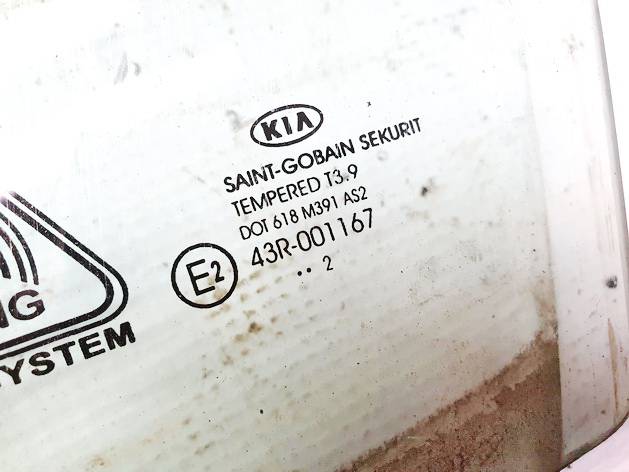 KIA
SAINT-GOBAIN SEKURIT
TEMPERED T3.9
DOT 618 M391 AS2
43R-001167
E2
•• 2
NG
SYSTEM